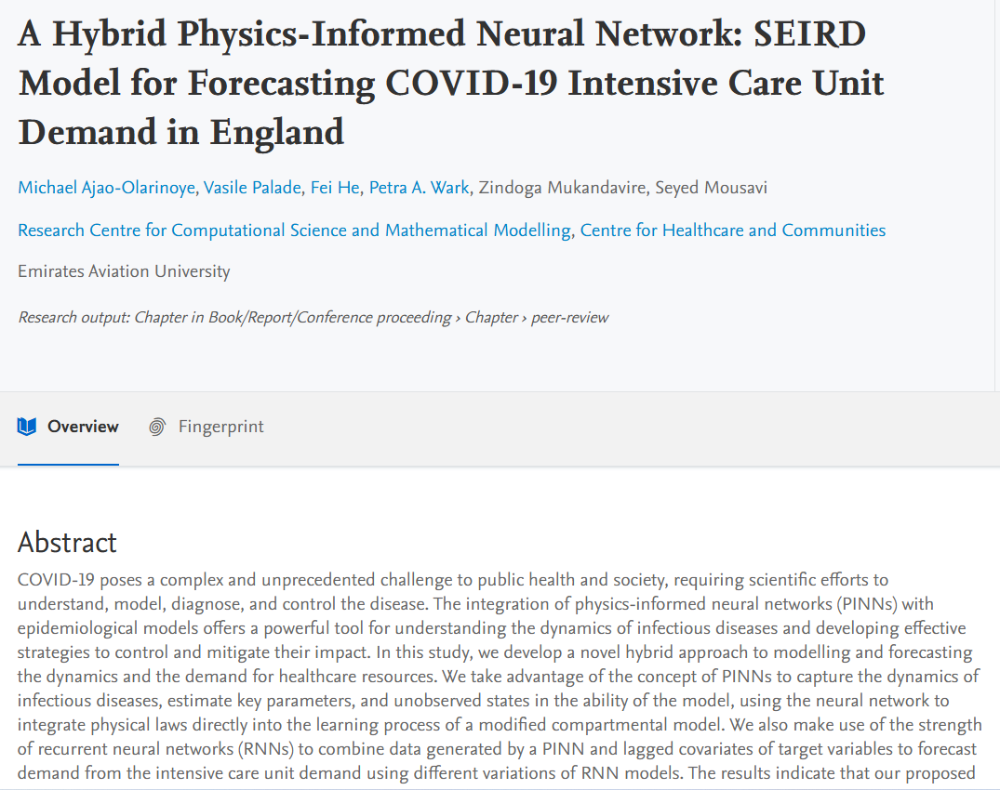 A Hybrid Physics-Informed Neural Network: SEIRD
Model for Forecasting COVID-19 Intensive Care Unit
Demand in England
Michael Ajao-Olarinoye, Vasile Palade, Fei He, Petra A. Wark, Zindoga Mukandavire, Seyed Mousavi
Research Centre for Computational Science and Mathematical Modelling, Centre for Healthcare and Communities
Emirates Aviation University
Research output: Chapter in Book/Report/Conference proceeding › Chapter › peer-review
Overview Fingerprint
Abstract
COVID-19 poses a complex and unprecedented challenge to public health and society, requiring scientific efforts to
understand, model, diagnose, and control the disease. The integration of physics-informed neural networks (PINNs) with
epidemiological models offers a powerful tool for understanding the dynamics of infectious diseases and developing effective
strategies to control and mitigate their impact. In this study, we develop a novel hybrid approach to modelling and forecasting
the dynamics and the demand for healthcare resources. We take advantage of the concept of PINNs to capture the dynamics of
infectious diseases, estimate key parameters, and unobserved states in the ability of the model, using the neural network to
integrate physical laws directly into the learning process of a modified compartmental model. We also make use of the strength
of recurrent neural networks (RNNs) to combine data generated by a PINN and lagged covariates of target variables to forecast
demand from the intensive care unit demand using different variations of RNN models. The results indicate that our proposed